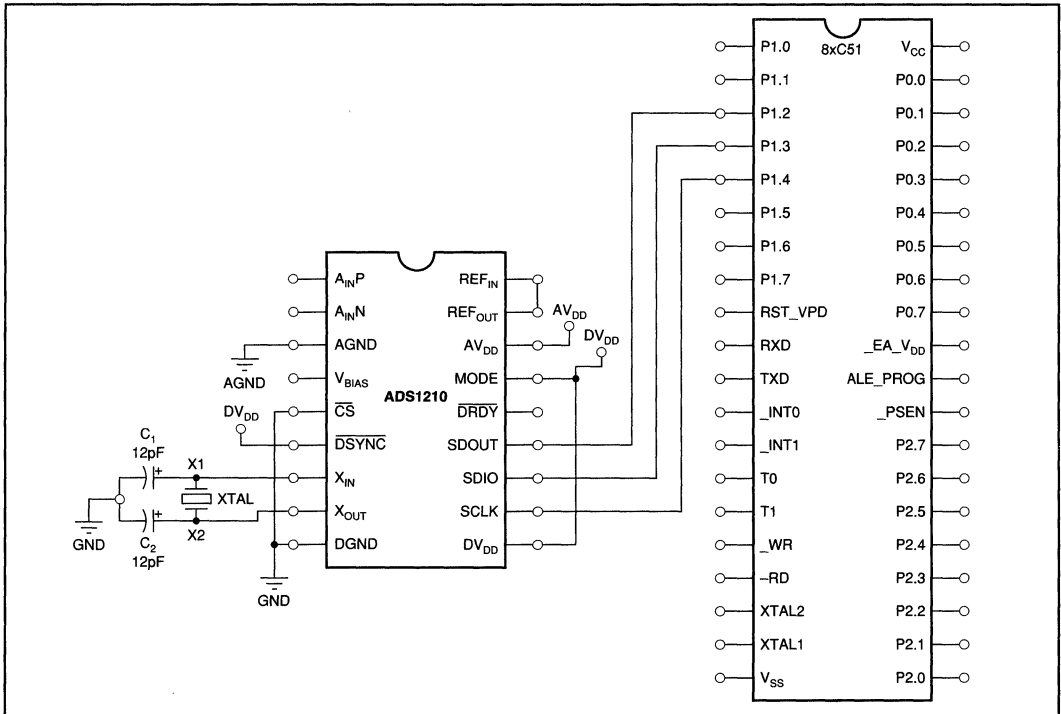 8xC51
P1.0
P1.1
P1.2
P1.3
P1.4
P1.5
P1.6
P1.7
RST_VPD
RXD
TXD
_INT0
_INT1
T0
T1
_WR
–RD
XTAL2
XTAL1
VSS
VCC
P0.0
P0.1
P0.2
P0.3
P0.4
P0.5
P0.6
P0.7
_EA_VDD
ALE_PROG
_PSEN
P2.7
P2.6
P2.5
P2.4
P2.3
P2.2
P2.1
P2.0
ADS1210
AINP
AINN
AGND
VBIAS
CS
DSYNC
XIN
XOUT
DGND
REFIN
REFOUT
AVDD
MODE
DRDY
SDOUT
SDIO
SCLK
DVDD
AVDD
DVDD
AGND
DVDD
C1
12pF
+
X1
XTAL
+
X2
C2
12pF
GND
GND